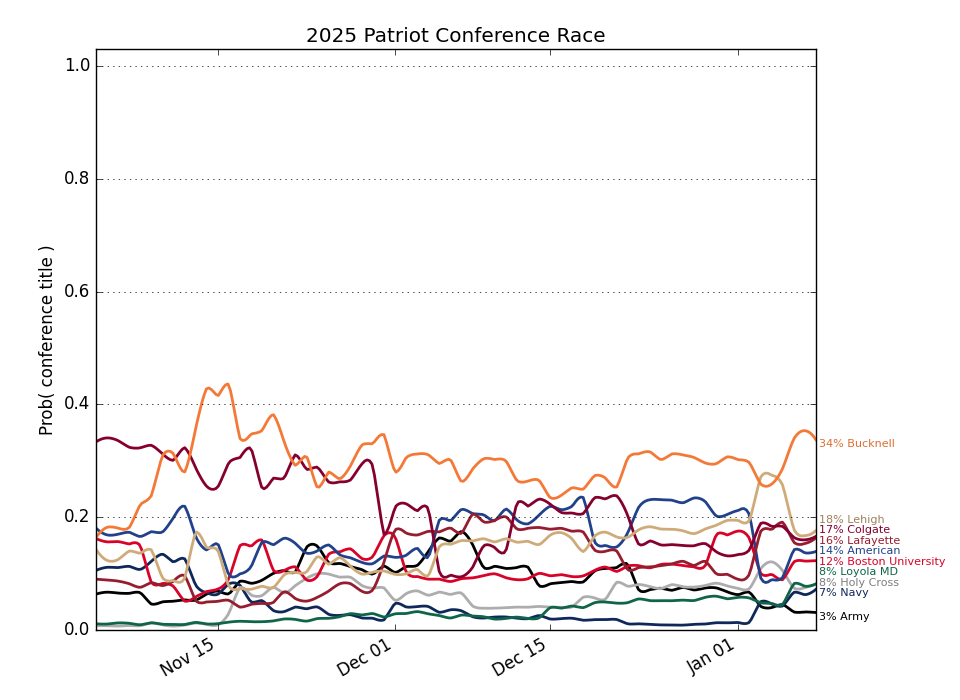 2025 Patriot Conference Race
Prob( conference title )
1.0
0.8
0.6
0.4
0.2
0.0
Nov 15
Dec 01
Dec 15
Jan 01
34% Bucknell
18% Lehigh
17% Colgate
16% Lafayette
14% American
12% Boston University
8% Loyola MD
8% Holy Cross
7% Navy
3% Army